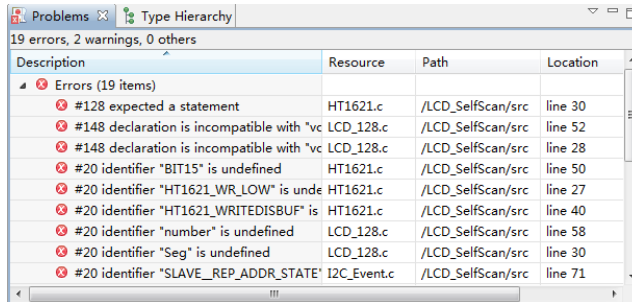 Problems Type Hierarchy
19 errors, 2 warnings, 0 others
Description Resource Path Location
Errors (19 items)
#128 expected a statement HT1621.c /LCD_SelfScan/src line 30
#148 declaration is incompatible with "vc LCD_128.c /LCD_SelfScan/src line 52
#148 declaration is incompatible with "vc LCD_128.c /LCD_SelfScan/src line 28
#20 identifier "BIT15" is undefined HT1621.c /LCD_SelfScan/src line 50
#20 identifier "HT1621_WR_LOW" is unde HT1621.c /LCD_SelfScan/src line 27
#20 identifier "HT1621_WRITEDISBUF" is HT1621.c /LCD_SelfScan/src line 40
#20 identifier "number" is undefined LCD_128.c /LCD_SelfScan/src line 58
#20 identifier "Seg" is undefined LCD_128.c /LCD_SelfScan/src line 30
#20 identifier "SLAVE__REP_ADDR_STATE" I2C_Event.c /LCD_SelfScan/src line 71